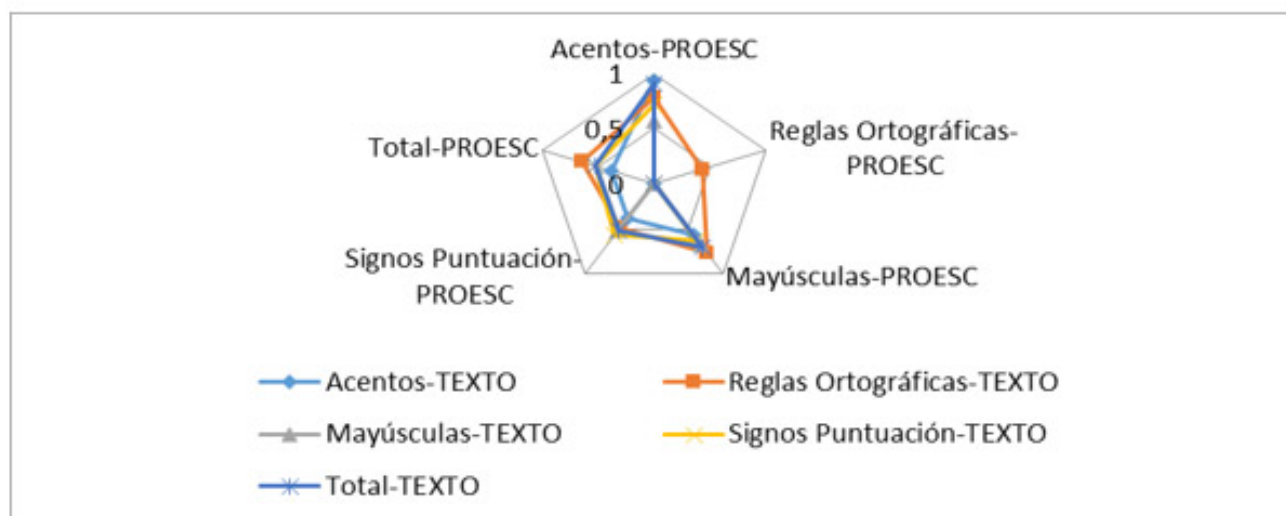 Acentos-PROESC
1
0,5
0
Reglas Ortográficas-
PROESC
Total-PROESC
Signos Puntuación-
PROESC
Mayúsculas-PROESC
Acentos-TEXTO
Reglas Ortográficas-TEXTO
Mayúsculas-TEXTO
Signos Puntuación-TEXTO
Total-TEXTO